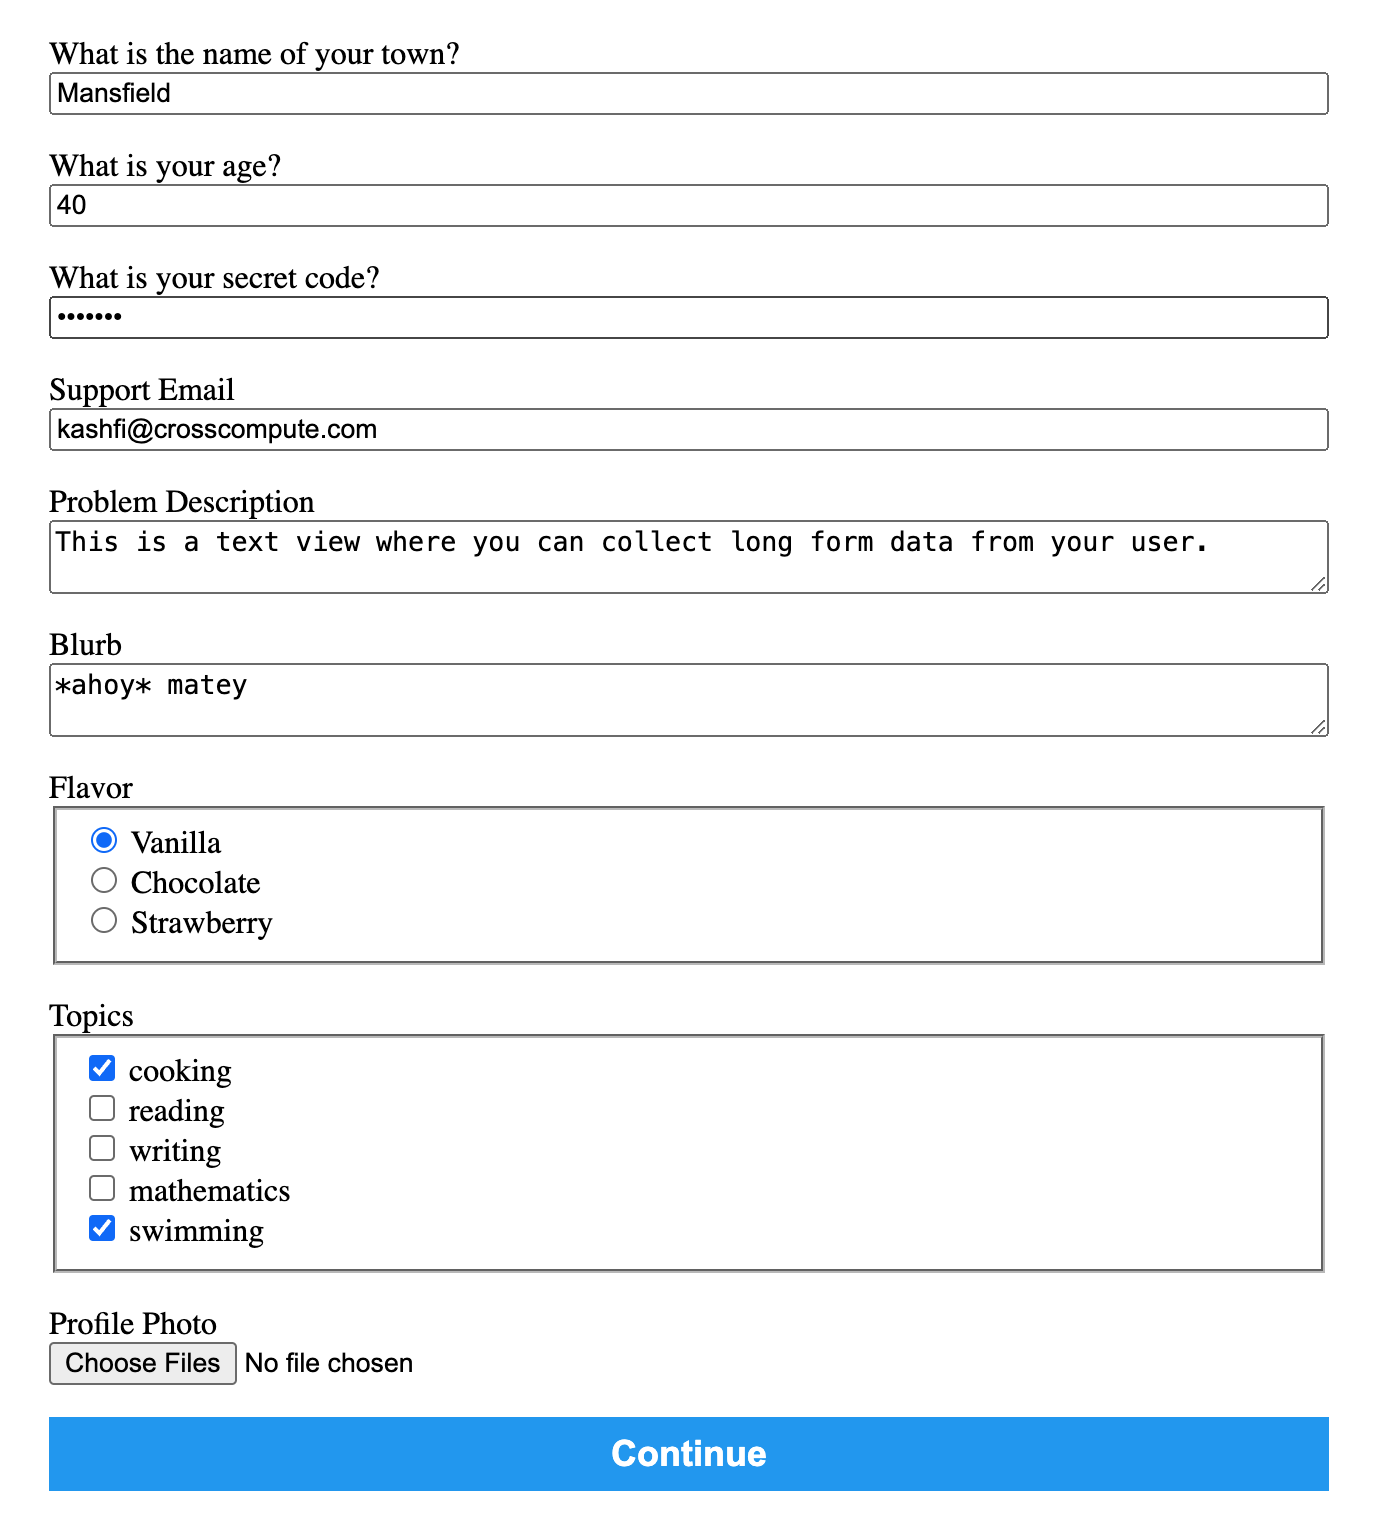 What is the name of your town?
Mansfield
What is your age?
40
What is your secret code?
•••••••
Support Email
kashfi@crosscompute.com
Problem Description
This is a text view where you can collect long form data from your user.
Blurb
*ahoy* matey
Flavor
Vanilla
Chocolate
Strawberry
Topics
cooking
reading
writing
mathematics
swimming
Profile Photo
Choose Files No file chosen
Continue